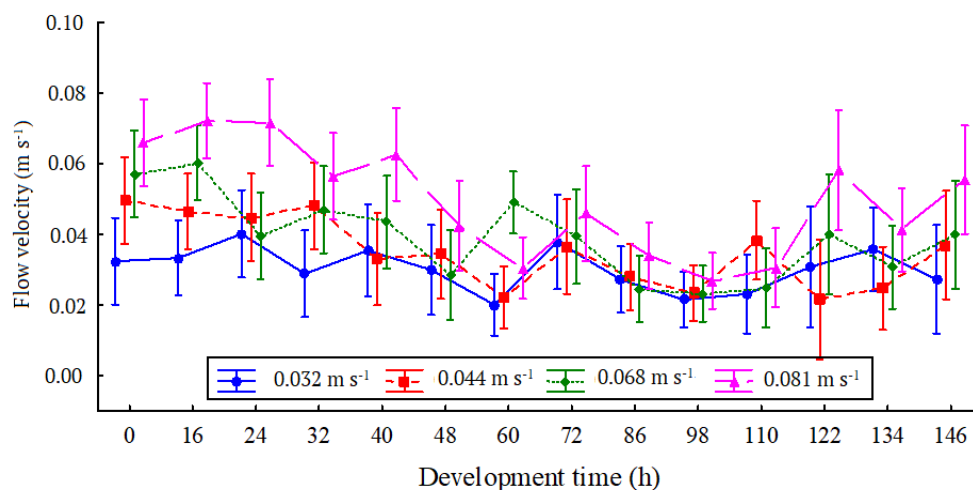 0.10
0.08
0.06
0.04
0.02
0.00
Flow velocity (m s⁻¹)
0.032 m s⁻¹ 0.044 m s⁻¹ 0.068 m s⁻¹ 0.081 m s⁻¹
0 16 24 32 40 48 60 72 86 98 110 122 134 146
Development time (h)